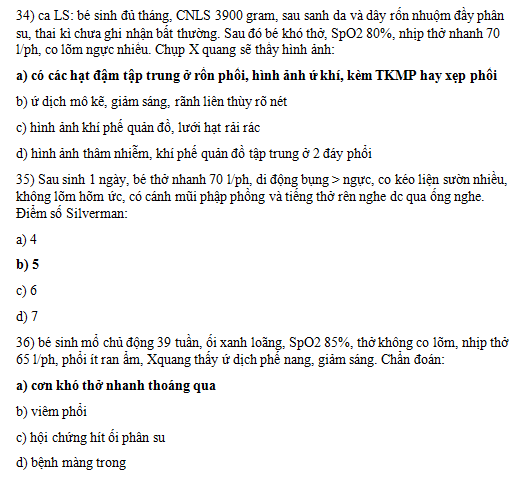 34) ca LS: bé sinh đủ tháng, CNLS 3900 gram, sau sanh da và dây rốn nhuộm đầy phân
su, thai kì chưa ghi nhận bất thường. Sau đó bé khó thở, SpO2 80%, nhịp thở nhanh 70
l/ph, co lõm ngực nhiều. Chụp X quang sẽ thấy hình ảnh:
a) có các hạt đậm tập trung ở rốn phổi, hình ảnh ứ khí, kèm TKMP hay xẹp phổi
b) ứ dịch mô kẽ, giảm sáng, rãnh liên thùy rõ nét
c) hình ảnh khí phế quản đồ, lưới hạt rải rác
d) hình ảnh thâm nhiễm, khí phế quản đồ tập trung ở 2 đáy phổi
35) Sau sinh 1 ngày, bé thở nhanh 70 l/ph, di động bụng > ngực, co kéo liện sườn nhiều,
không lõm hõm ức, có cánh mũi phập phồng và tiếng thở rên nghe dc qua ống nghe.
Điểm số Silverman:
a) 4
b) 5
c) 6
d) 7
36) bé sinh mổ chủ động 39 tuần, ối xanh loãng, SpO2 85%, thở không co lõm, nhịp thở
65 l/ph, phổi ít ran ẩm, Xquang thấy ứ dịch phế nang, giảm sáng. Chẩn đoán:
a) cơn khó thở nhanh thoáng qua
b) viêm phổi
c) hội chứng hít ối phân su
d) bệnh màng trong